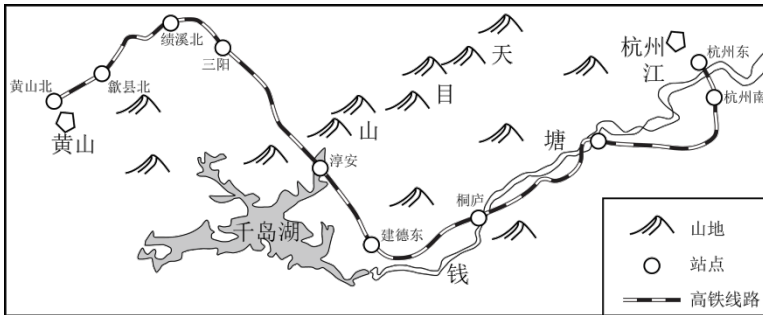 绩溪北
三阳
黄山北
歙县北
黄山
天
目
山
杭州
杭州东
江
杭州南
塘
淳安
桐庐
千岛湖
建德东
钱
山地
站点
高铁线路